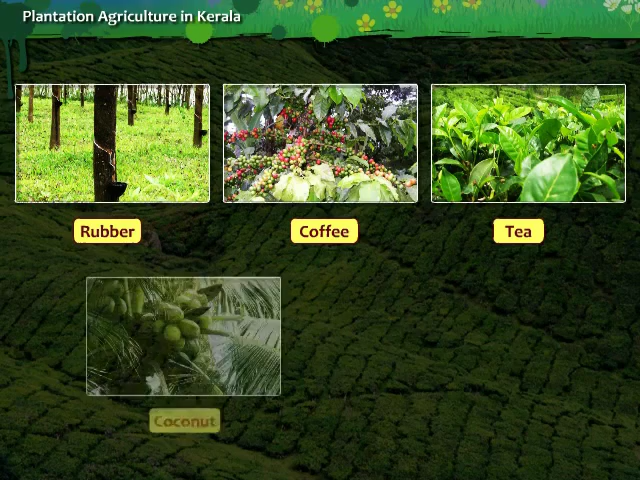 Plantation Agriculture in Kerala
Rubber
Coffee
Tea
Coconut